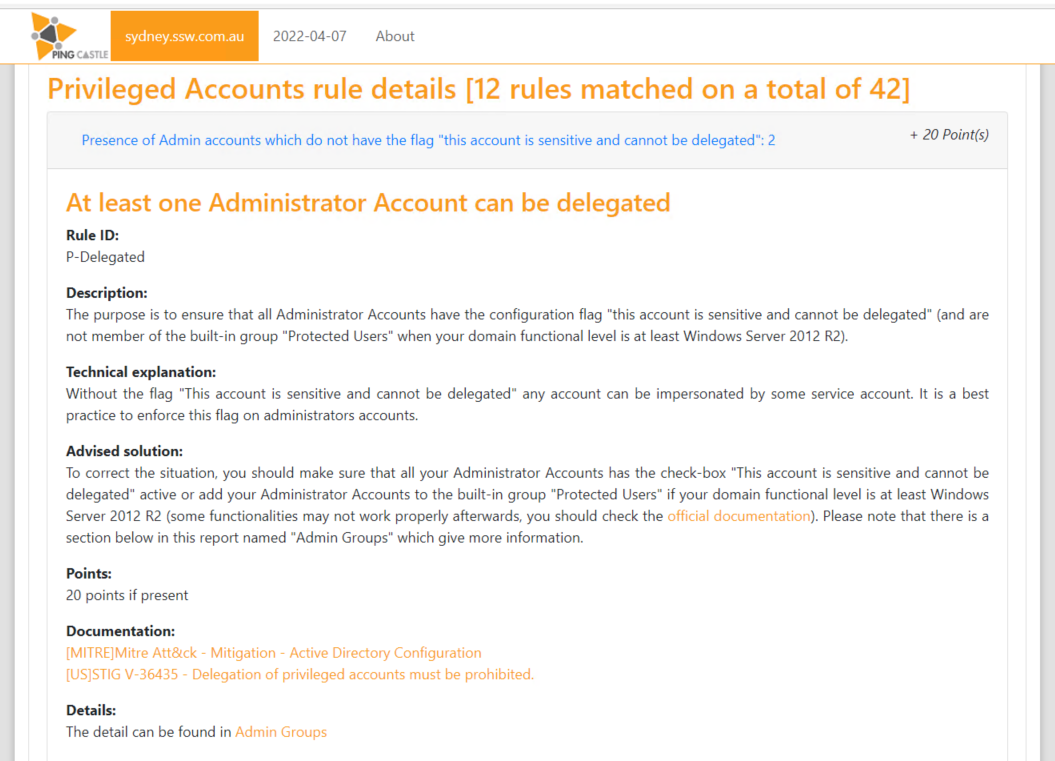 PING CASTLE
sydney.ssw.com.au
2022-04-07
About
Privileged Accounts rule details [12 rules matched on a total of 42]
Presence of Admin accounts which do not have the flag "this account is sensitive and cannot be delegated": 2
+ 20 Point(s)
At least one Administrator Account can be delegated
Rule ID:
P-Delegated
Description:
The purpose is to ensure that all Administrator Accounts have the configuration flag "this account is sensitive and cannot be delegated" (and are
not member of the built-in group "Protected Users" when your domain functional level is at least Windows Server 2012 R2).
Technical explanation:
Without the flag "This account is sensitive and cannot be delegated" any account can be impersonated by some service account. It is a best
practice to enforce this flag on administrators accounts.
Advised solution:
To correct the situation, you should make sure that all your Administrator Accounts has the check-box "This account is sensitive and cannot be
delegated" active or add your Administrator Accounts to the built-in group "Protected Users" if your domain functional level is at least Windows
Server 2012 R2 (some functionalities may not work properly afterwards, you should check the official documentation). Please note that there is a
section below in this report named "Admin Groups" which give more information.
Points:
20 points if present
Documentation:
[MITRE]Mitre Att&ck - Mitigation - Active Directory Configuration
[US]STIG V-36435 - Delegation of privileged accounts must be prohibited.
Details:
The detail can be found in Admin Groups